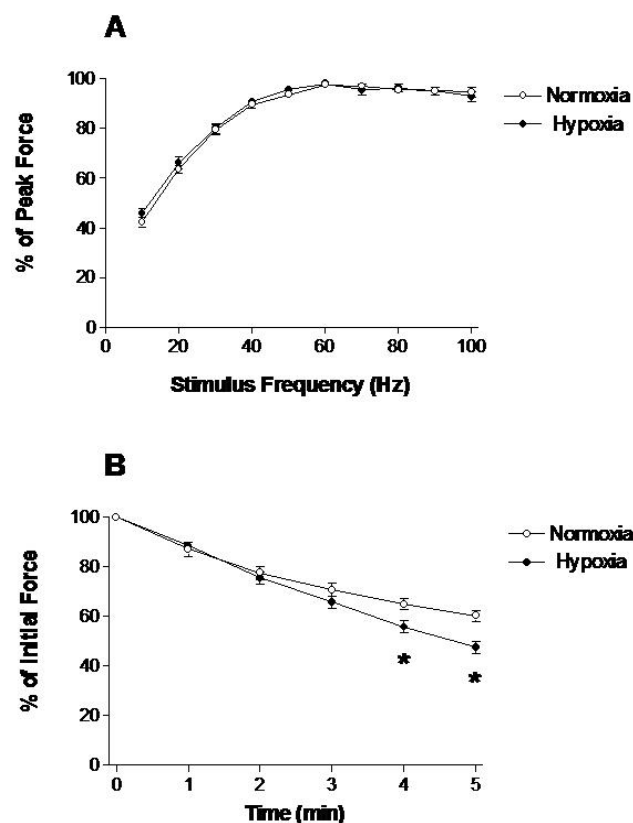 A
100
80
60
40
20
0
% of Peak Force
0 20 40 60 80 100
Stimulus Frequency (Hz)
Normoxia
Hypoxia
B
100
80
60
40
20
0
% of Initial Force
* *
0 1 2 3 4 5
Time (min)
Normoxia
Hypoxia